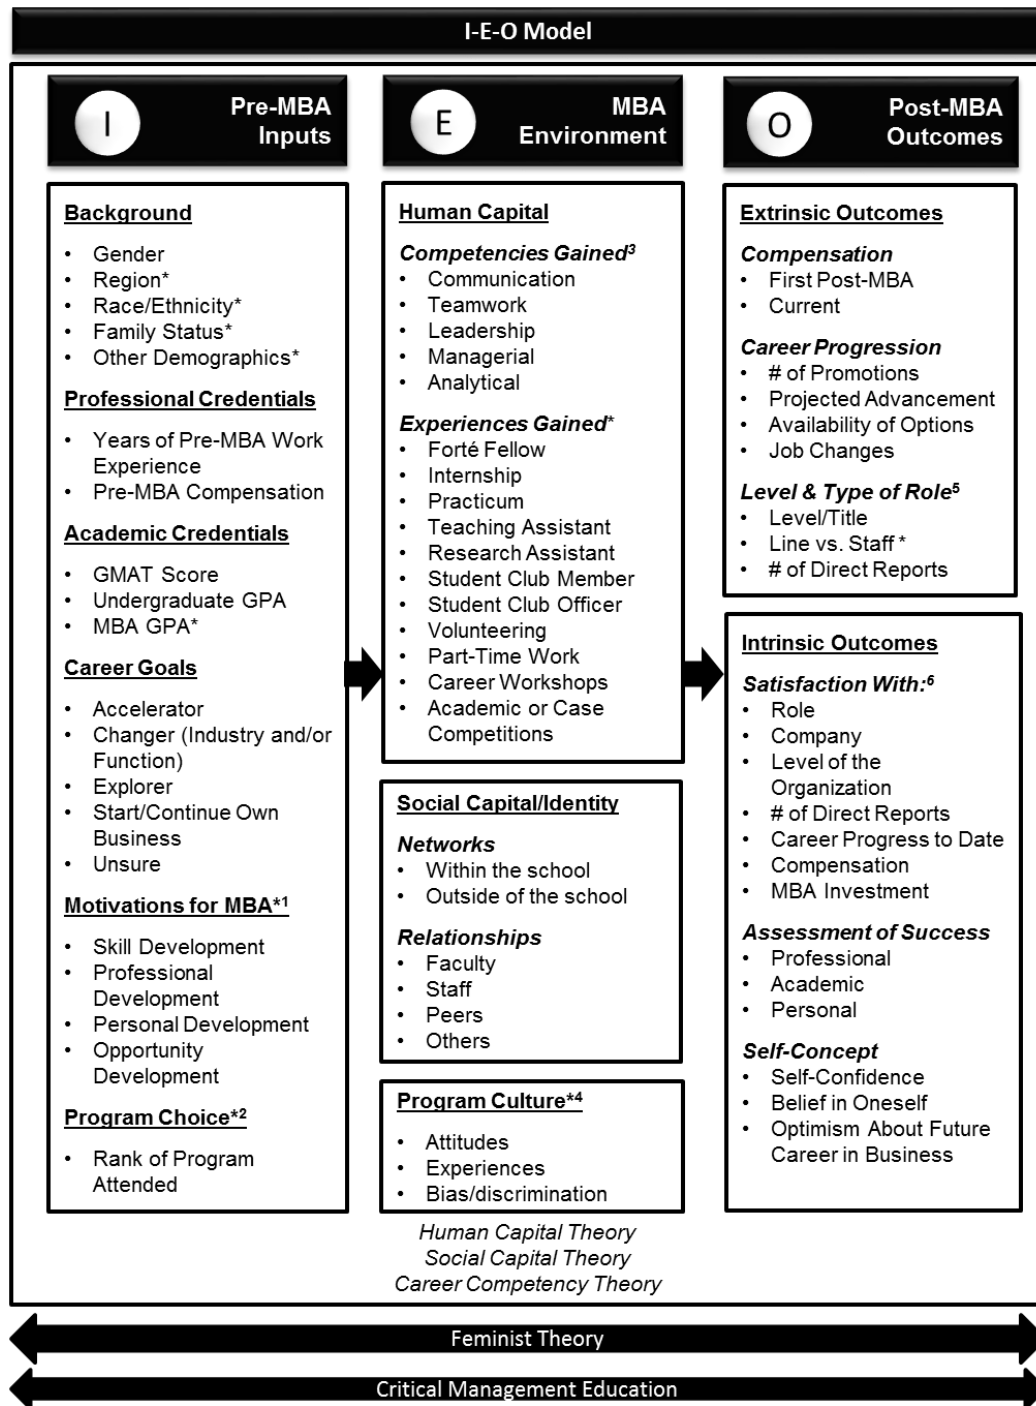 I-E-O Model
I
Pre-MBA
Inputs
Background
• Gender
• Region*
• Race/Ethnicity*
• Family Status*
• Other Demographics*
Professional Credentials
• Years of Pre-MBA Work
Experience
• Pre-MBA Compensation
Academic Credentials
• GMAT Score
• Undergraduate GPA
• MBA GPA*
Career Goals
• Accelerator
• Changer (Industry and/or
Function)
• Explorer
• Start/Continue Own
Business
• Unsure
Motivations for MBA*1
• Skill Development
• Professional
Development
• Personal Development
• Opportunity
Development
Program Choice*2
• Rank of Program
Attended
E
MBA
Environment
Human Capital
Competencies Gained3
• Communication
• Teamwork
• Leadership
• Managerial
• Analytical
Experiences Gained*
• Forté Fellow
• Internship
• Practicum
• Teaching Assistant
• Research Assistant
• Student Club Member
• Student Club Officer
• Volunteering
• Part-Time Work
• Career Workshops
• Academic or Case
Competitions
Social Capital/Identity
Networks
• Within the school
• Outside of the school
Relationships
• Faculty
• Staff
• Peers
• Others
Program Culture*4
• Attitudes
• Experiences
• Bias/discrimination
Human Capital Theory
Social Capital Theory
Career Competency Theory
O
Post-MBA
Outcomes
Extrinsic Outcomes
Compensation
• First Post-MBA
• Current
Career Progression
• # of Promotions
• Projected Advancement
• Availability of Options
• Job Changes
Level & Type of Role5
• Level/Title
• Line vs. Staff *
• # of Direct Reports
Intrinsic Outcomes
Satisfaction With:6
• Role
• Company
• Level of the
Organization
• # of Direct Reports
• Career Progress to Date
• Compensation
• MBA Investment
Assessment of Success
• Professional
• Academic
• Personal
Self-Concept
• Self-Confidence
• Belief in Oneself
• Optimism About Future
Career in Business
Feminist Theory
Critical Management Education